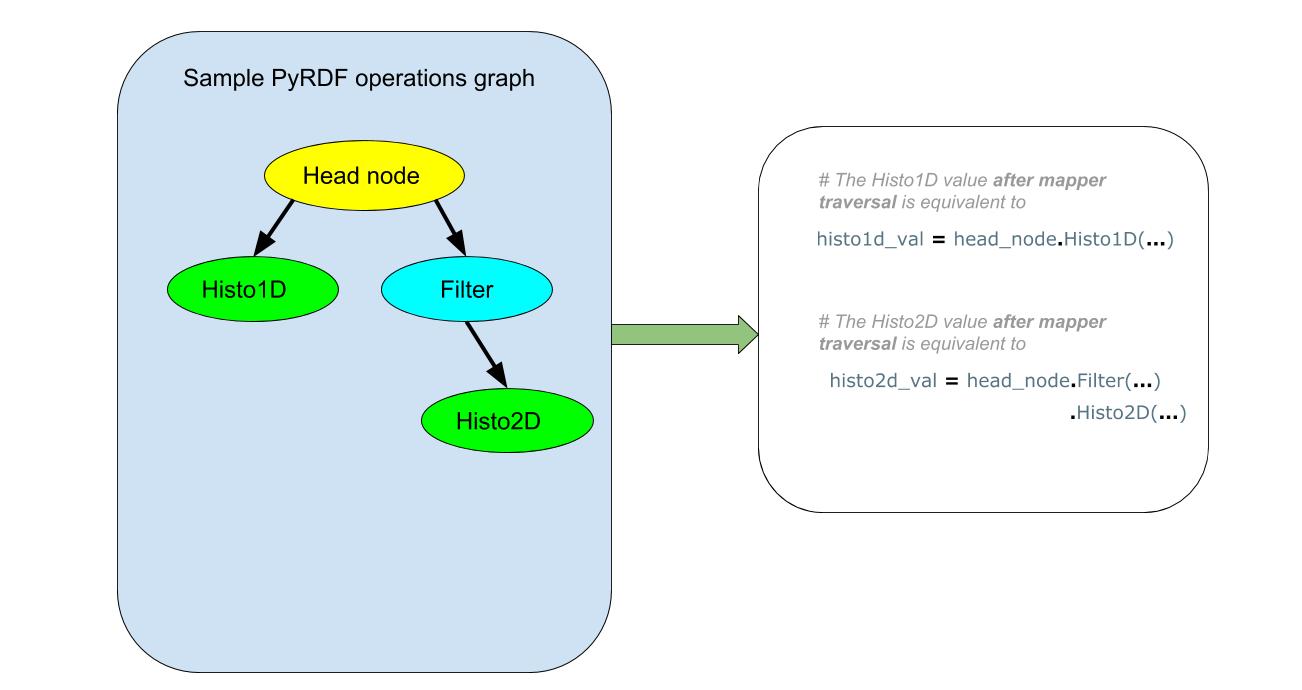 Sample PyRDF operations graph
Head node
Histo1D
Filter
Histo2D
# The Histo1D value after mapper
traversal is equivalent to
histo1d_val = head_node.Histo1D(...)
# The Histo2D value after mapper
traversal is equivalent to
histo2d_val = head_node.Filter(...)
.Histo2D(...)